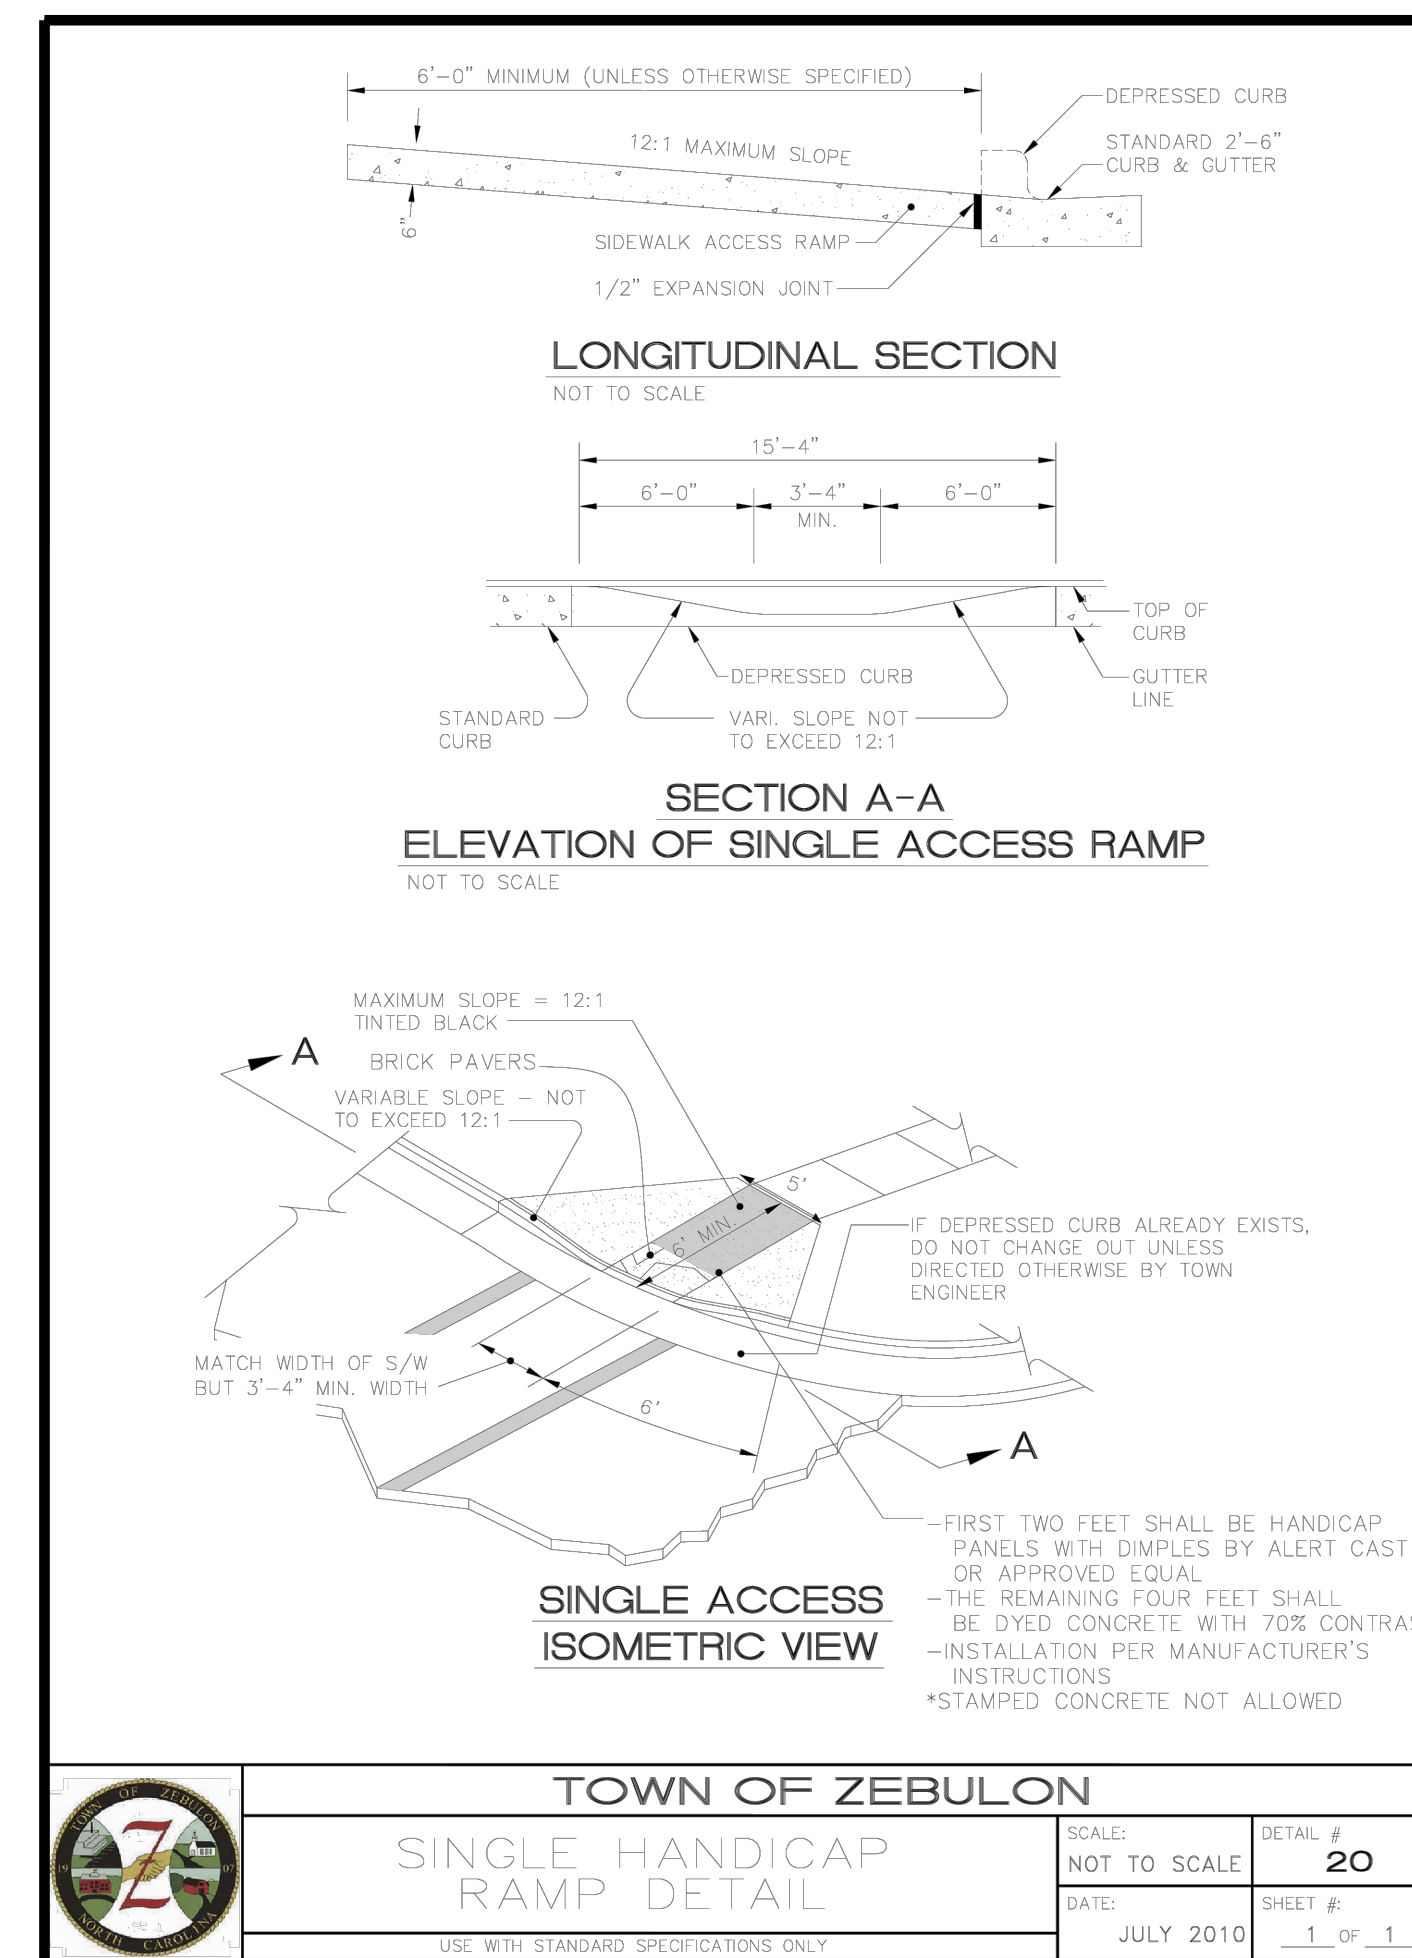 6'-0" MINIMUM (UNLESS OTHERWISE SPECIFIED)
DEPRESSED CURB
12:1 MAXIMUM SLOPE
STANDARD 2'-6"
CURB & GUTTER
6"
SIDEWALK ACCESS RAMP
1/2" EXPANSION JOINT
LONGITUDINAL SECTION
NOT TO SCALE
15'-4"
6'-0"
3'-4"
6'-0"
MIN.
TOP OF
CURB
DEPRESSED CURB
GUTTER
LINE
STANDARD
CURB
VARI. SLOPE NOT
TO EXCEED 12:1
SECTION A-A
ELEVATION OF SINGLE ACCESS RAMP
NOT TO SCALE
MAXIMUM SLOPE = 12:1
TINTED BLACK
A
BRICK PAVERS
VARIABLE SLOPE - NOT
TO EXCEED 12:1
5'
6' MIN.
IF DEPRESSED CURB ALREADY EXISTS,
DO NOT CHANGE OUT UNLESS
DIRECTED OTHERWISE BY TOWN
ENGINEER
MATCH WIDTH OF S/W
BUT 3'-4" MIN. WIDTH
6'
A
-FIRST TWO FEET SHALL BE HANDICAP
PANELS WITH DIMPLES BY ALERT CAST
OR APPROVED EQUAL
-THE REMAINING FOUR FEET SHALL
BE DYED CONCRETE WITH 70% CONTRAS
-INSTALLATION PER MANUFACTURER'S
INSTRUCTIONS
*STAMPED CONCRETE NOT ALLOWED
SINGLE ACCESS
ISOMETRIC VIEW
TOWN OF ZEBULON
19 Z 07
NORTH CAROLINA
TOWN OF ZEBULON
SINGLE HANDICAP
RAMP DETAIL
USE WITH STANDARD SPECIFICATIONS ONLY
SCALE:
NOT TO SCALE
DETAIL #
20
DATE:
JULY 2010
SHEET #:
1 OF 1